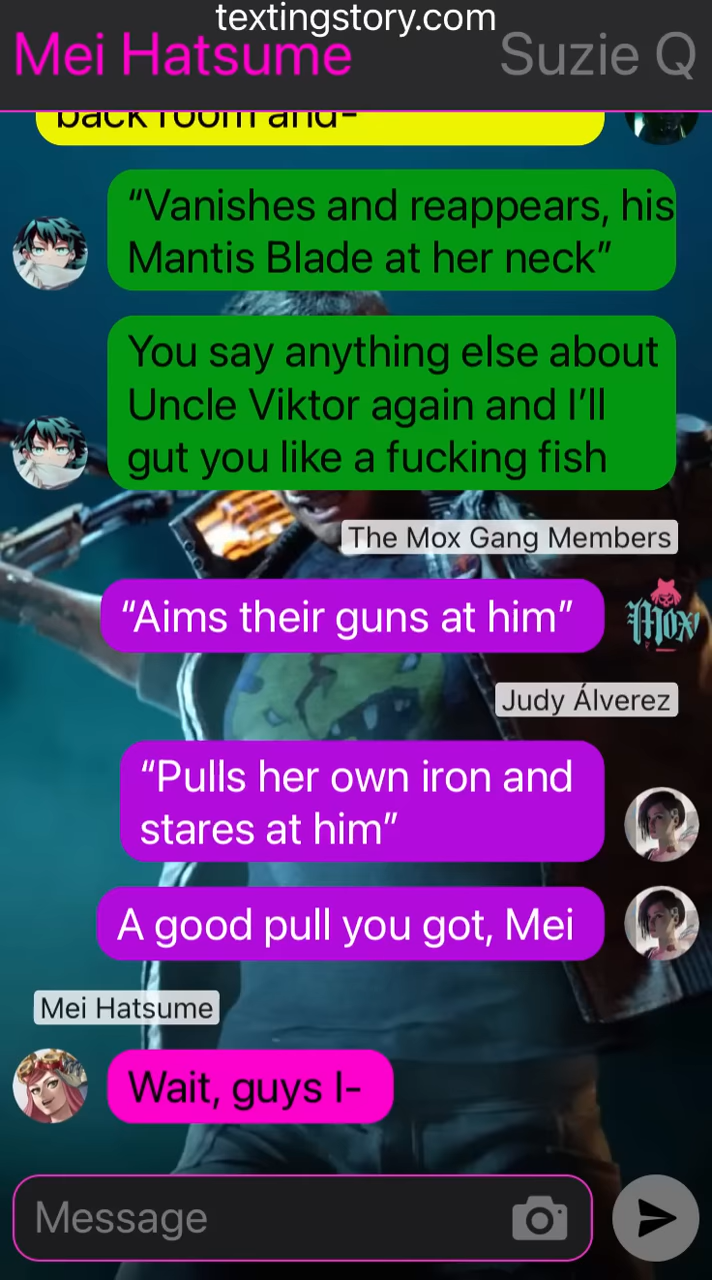 textingstory.com
Mei Hatsume
Suzie Q
back room and-
“Vanishes and reappears, his
Mantis Blade at her neck”
You say anything else about
Uncle Viktor again and I’ll
gut you like a fucking fish
The Mox Gang Members
“Aims their guns at him”
Mox
Judy Álverez
“Pulls her own iron and
stares at him”
A good pull you got, Mei
Mei Hatsume
Wait, guys I-
Message